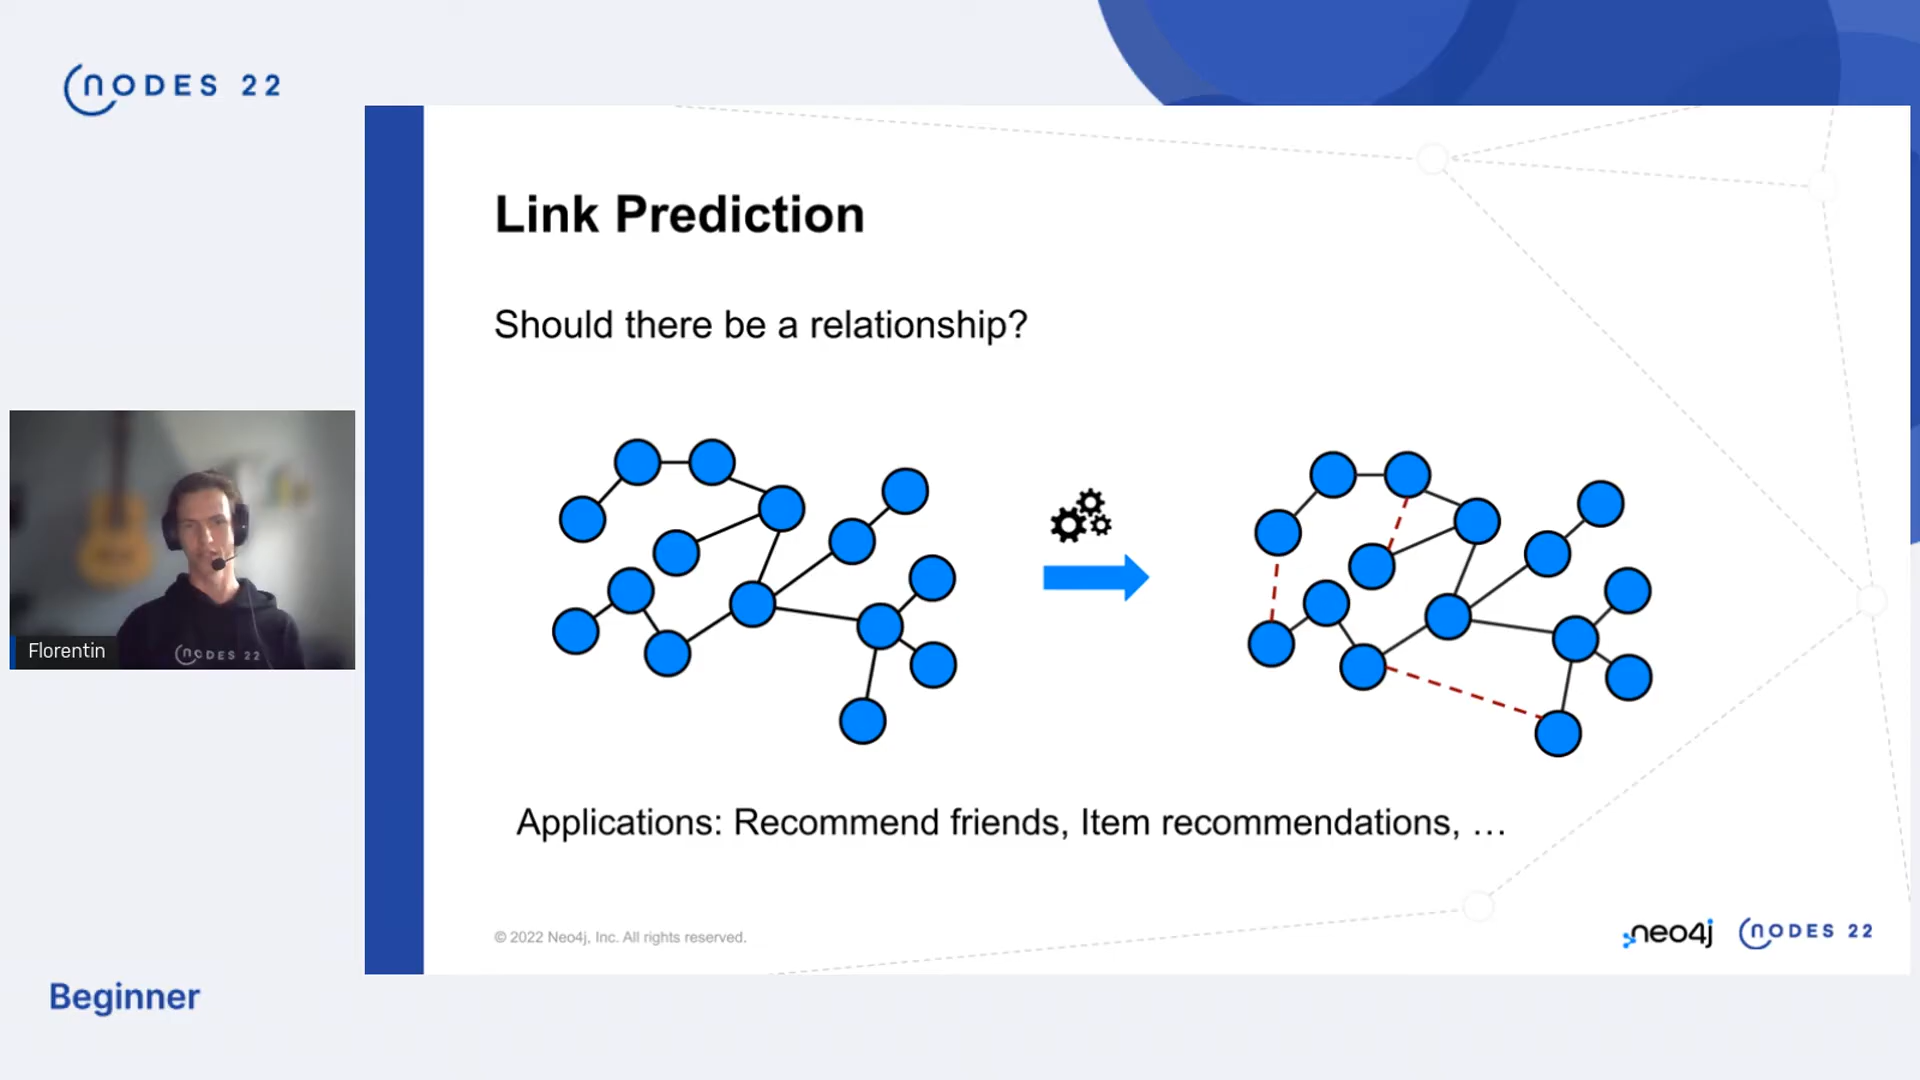 NODES 22
Link Prediction
Should there be a relationship?
Florentin
NODES 22
Applications: Recommend friends, Item recommendations, …
© 2022 Neo4j, Inc. All rights reserved.
neo4j
NODES 22
Beginner